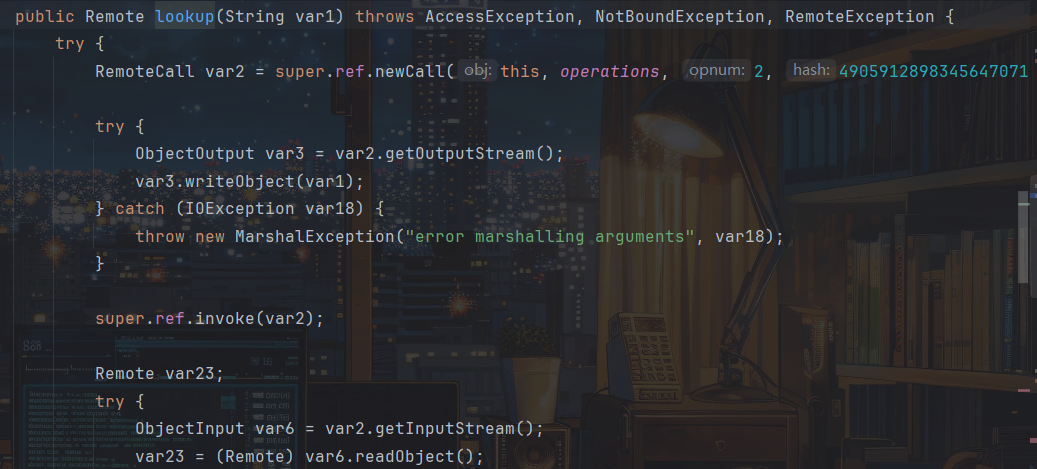 public Remote lookup(String var1) throws AccessException, NotBoundException, RemoteException {
try {
RemoteCall var2 = super.ref.newCall( obj: this, operations, opnum: 2, hash: 4905912898345647071
try {
ObjectOutput var3 = var2.getOutputStream();
var3.writeObject(var1);
} catch (IOException var18) {
throw new MarshalException("error marshalling arguments", var18);
}
super.ref.invoke(var2);
Remote var23;
try {
ObjectInput var6 = var2.getInputStream();
var23 = (Remote) var6.readObject();